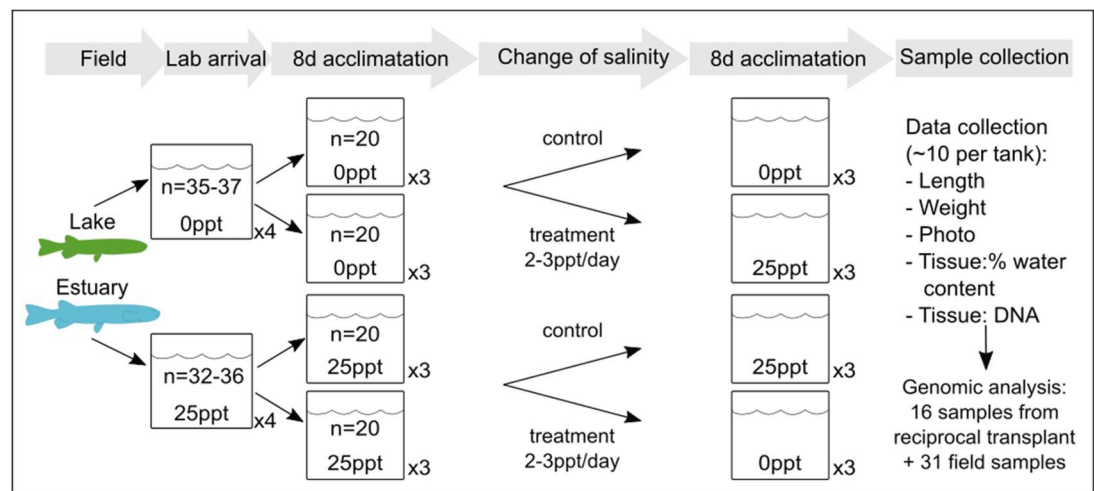 Field
Lab arrival
8d acclimatation
Change of salinity
8d acclimatation
Sample collection
Lake
Estuary
n=35-37
0ppt
x4
n=32-36
25ppt
x4
n=20
0ppt
x3
n=20
0ppt
x3
n=20
25ppt
x3
n=20
25ppt
x3
control
treatment
2-3ppt/day
control
treatment
2-3ppt/day
0ppt
x3
25ppt
x3
25ppt
x3
0ppt
x3
Data collection
(~10 per tank):
- Length
- Weight
- Photo
- Tissue:% water
content
- Tissue: DNA
Genomic analysis:
16 samples from
reciprocal transplant
+ 31 field samples